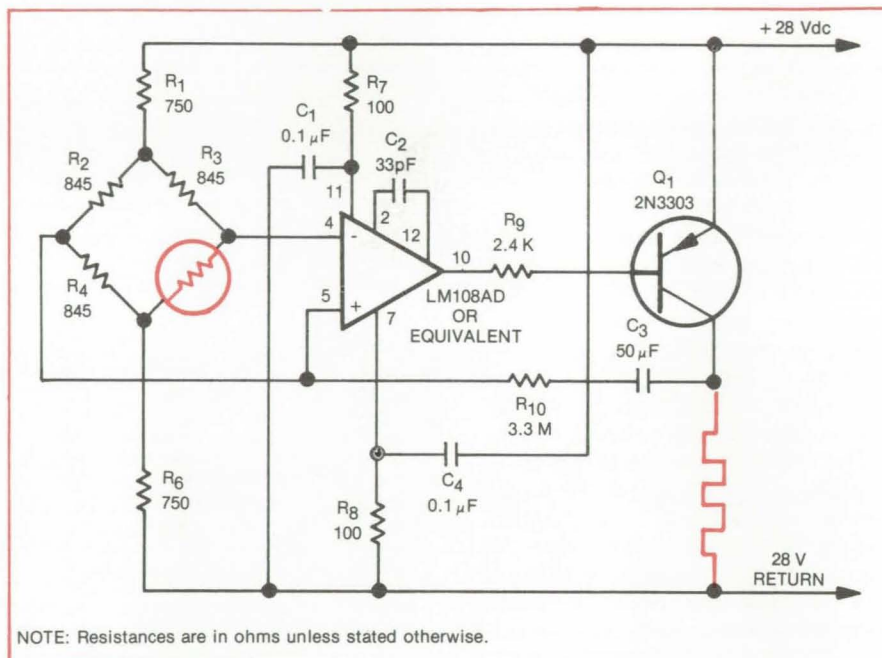 + 28 Vdc
R1
750
R7
100
C1
0.1 μF
C2
33pF
R2
845
R3
845
Q1
2N3303
11
2
12
4
-
10
R9
2.4 K
R4
845
5
+
7
LM108AD
OR
EQUIVALENT
C3
50 μF
R10
3.3 M
R6
750
C4
0.1 μF
R8
100
28 V
RETURN
NOTE: Resistances are in ohms unless stated otherwise.